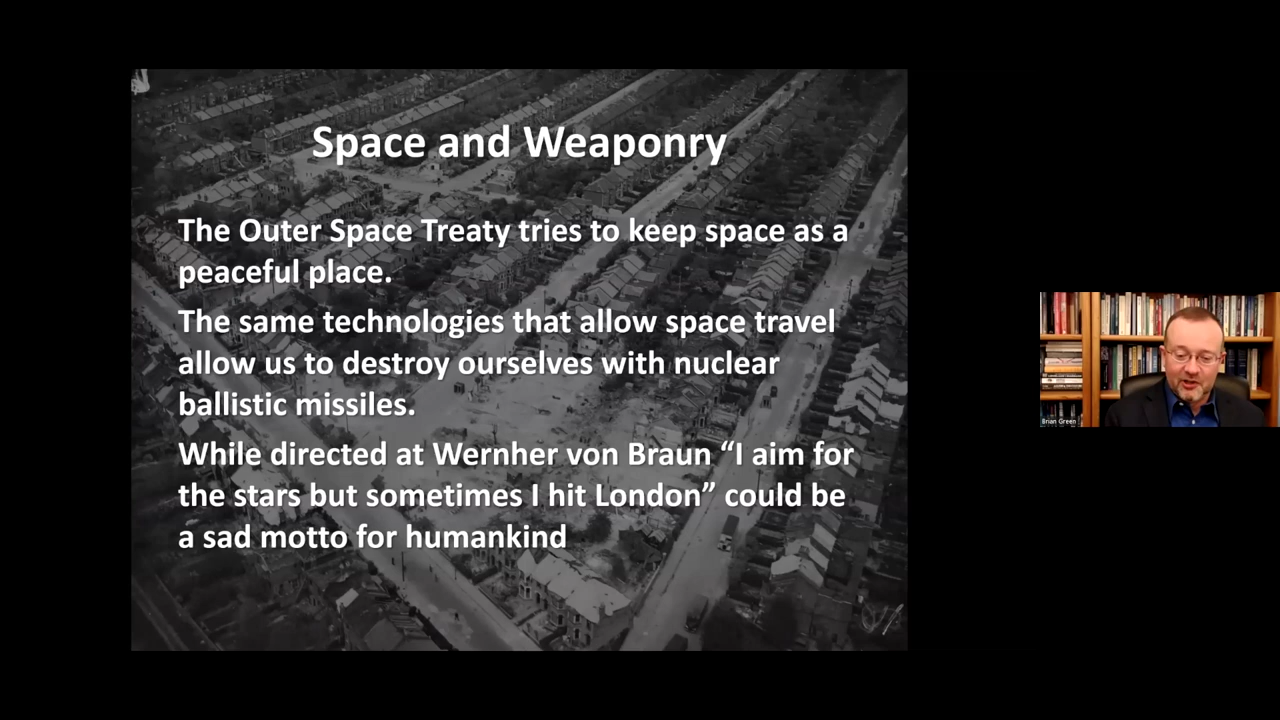 Space and Weaponry
The Outer Space Treaty tries to keep space as a
peaceful place.
The same technologies that allow space travel
allow us to destroy ourselves with nuclear
ballistic missiles.
While directed at Wernher von Braun “I aim for
the stars but sometimes I hit London” could be
a sad motto for humankind
Brian Green